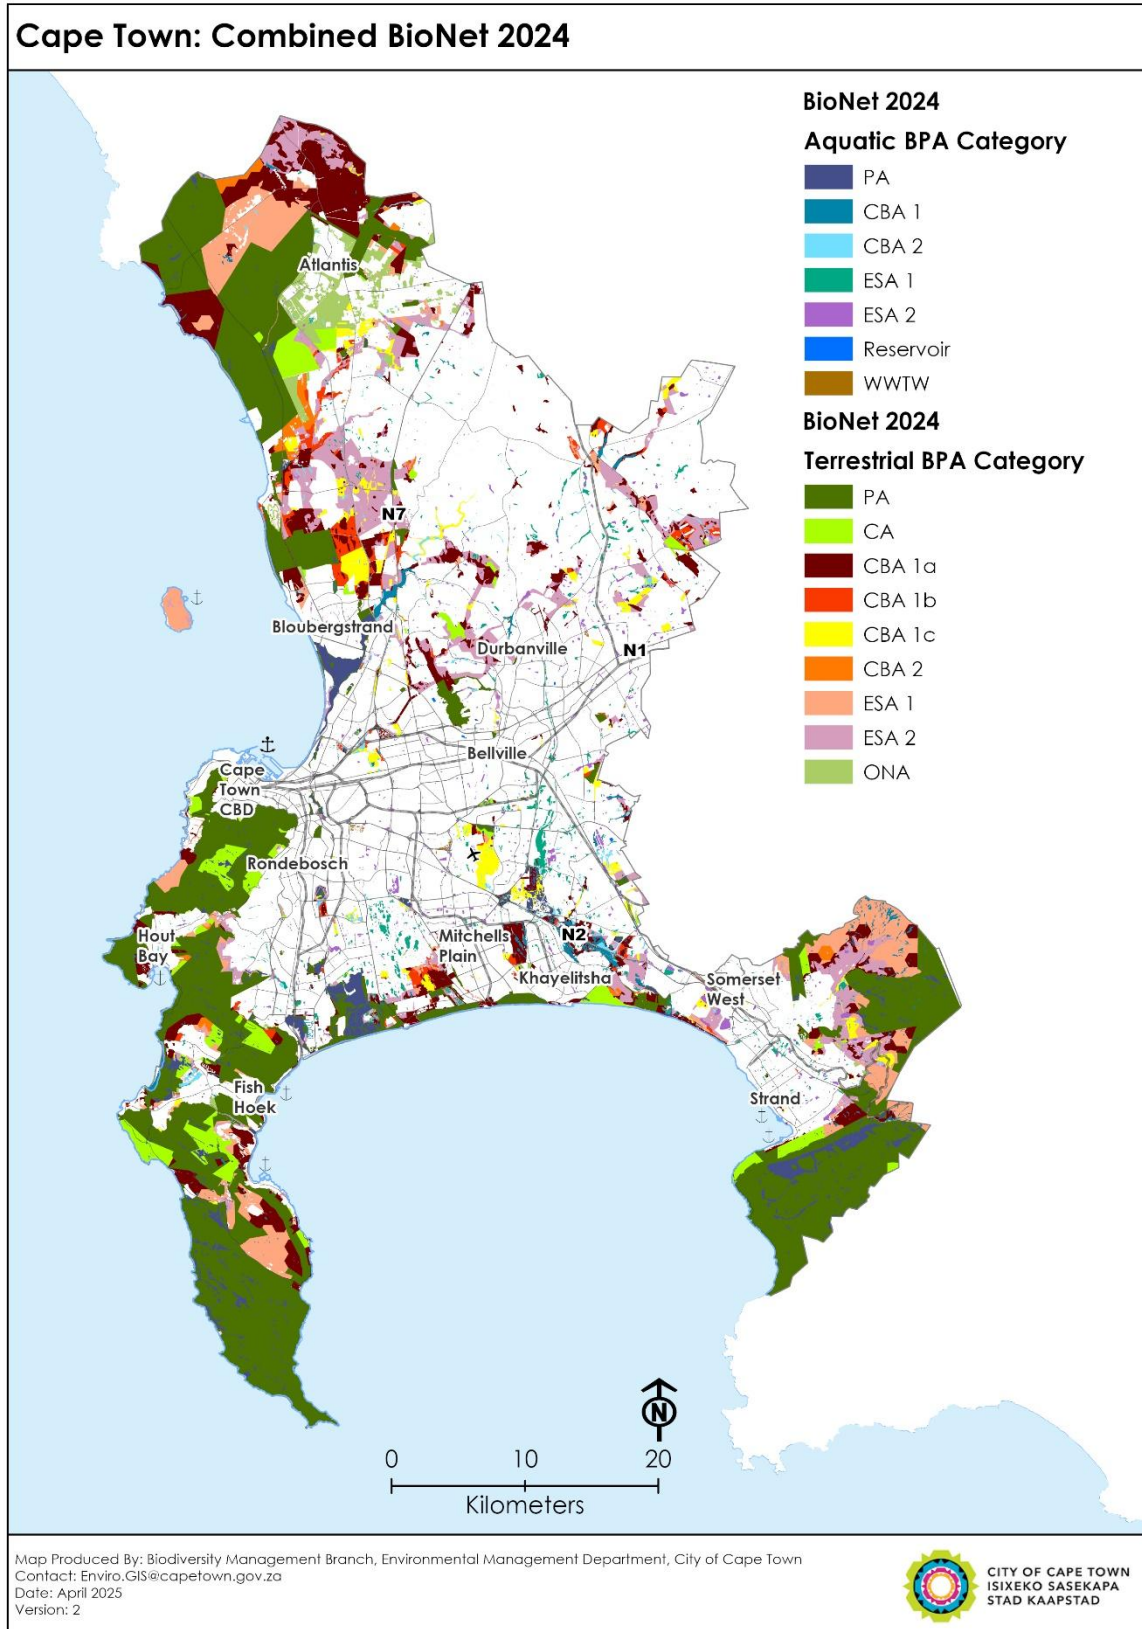 Cape Town: Combined BioNet 2024
BioNet 2024
Aquatic BPA Category
PA
CBA 1
CBA 2
ESA 1
ESA 2
Reservoir
WWTW
BioNet 2024
Terrestrial BPA Category
PA
CA
CBA 1a
CBA 1b
CBA 1c
CBA 2
ESA 1
ESA 2
ONA
Atlantis
N7
Bloubergstrand
Durbanville
N1
Bellville
Cape
Town
CBD
Rondebosch
Hout
Bay
Mitchells
Plain
N2
Khayelitsha
Somerset
West
Fish
Hoek
Strand
N
0 10 20
Kilometers
Map Produced By: Biodiversity Management Branch, Environmental Management Department, City of Cape Town
Contact: Enviro.GIS@capetown.gov.za
Date: April 2025
Version: 2
CITY OF CAPE TOWN
ISIXEKO SASEKAPA
STAD KAAPSTAD